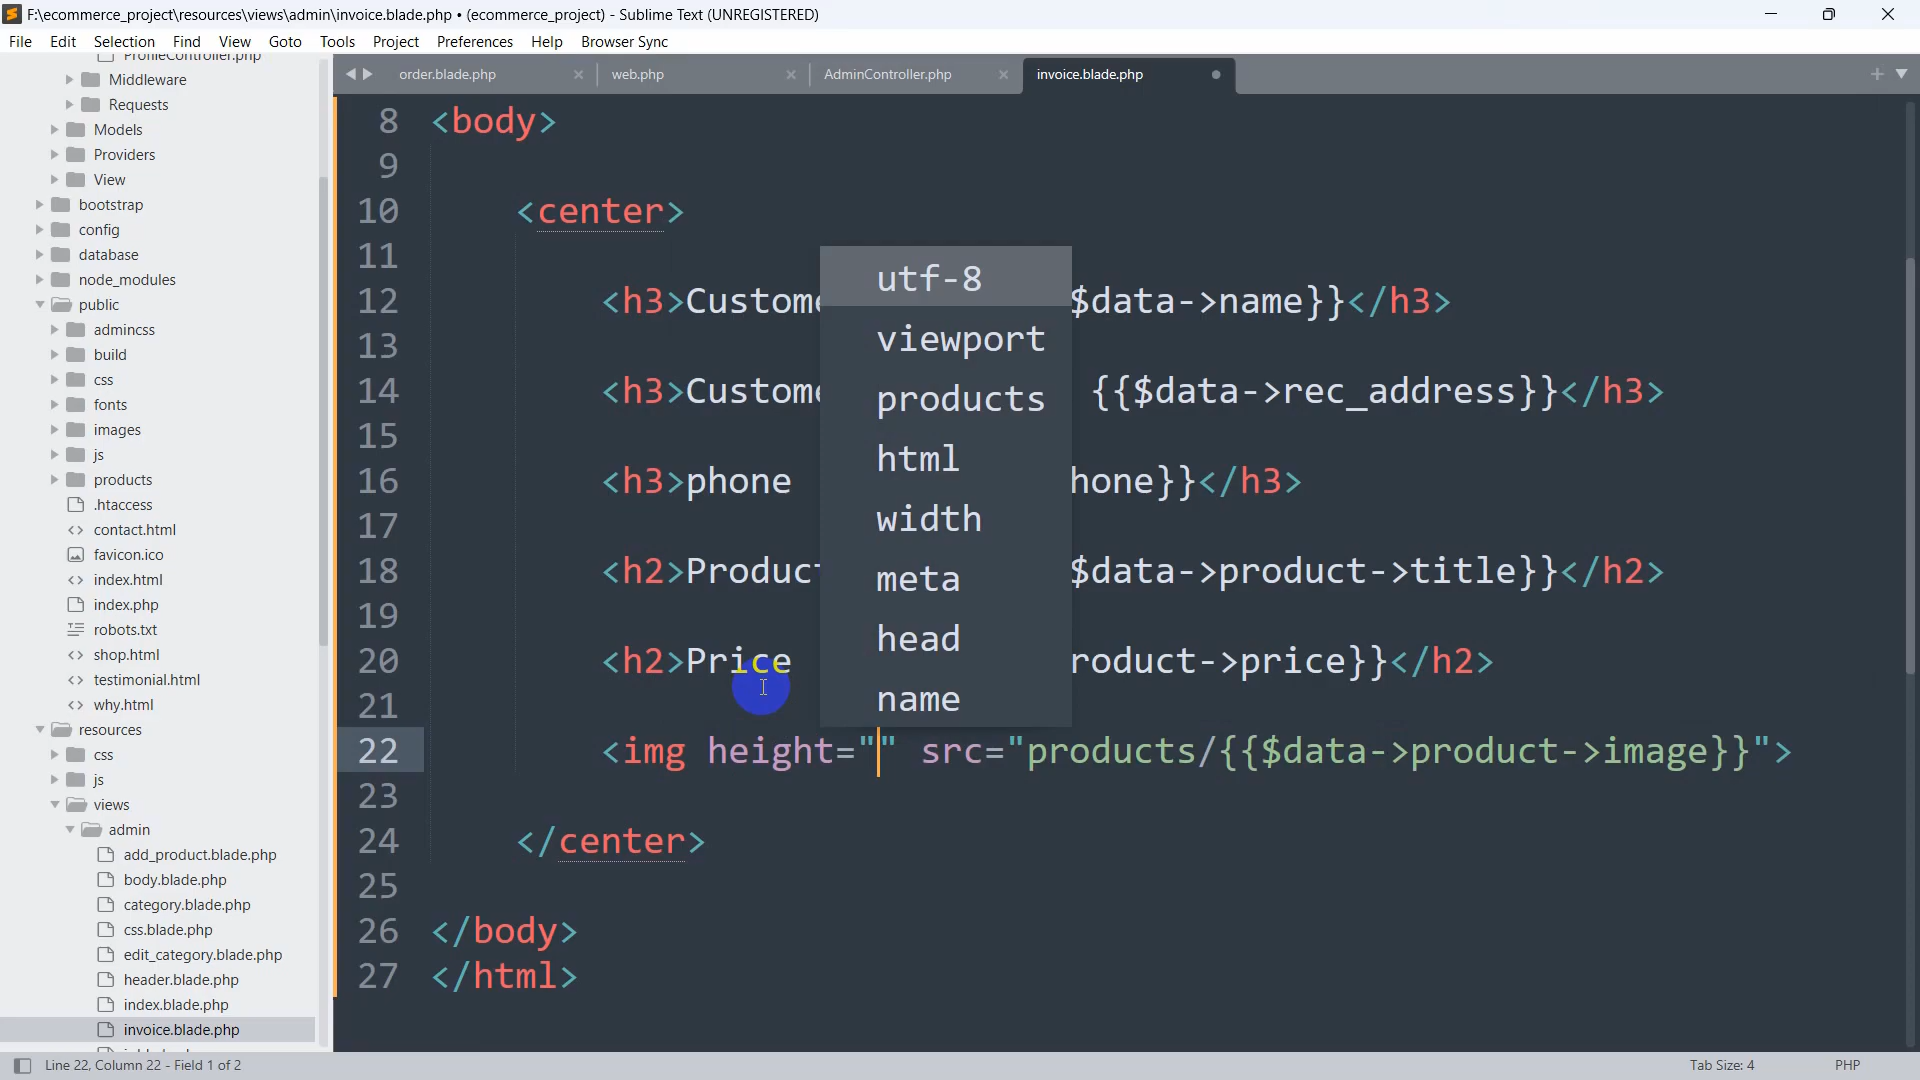 F:\ecommerce_project\resources\views\admin\invoice.blade.php • (ecommerce_project) - Sublime Text (UNREGISTERED)
File Edit Selection Find View Goto Tools Project Preferences Help Browser Sync
order.blade.php × web.php × AdminController.php × invoice.blade.php
ProfileController.php
Middleware
Requests
Models
Providers
View
bootstrap
config
database
node_modules
public
admincss
build
css
fonts
images
js
products
.htaccess
contact.html
favicon.ico
index.html
index.php
robots.txt
shop.html
testimonial.html
why.html
resources
css
js
views
admin
add_product.blade.php
body.blade.php
category.blade.php
css.blade.php
edit_category.blade.php
header.blade.php
index.blade.php
invoice.blade.php
8 <body>
9
10 <center>
11
12 <h3>Custome $data->name}}</h3>
13
14 <h3>Custome {{$data->rec_address}}</h3>
15
16 <h3>phone hone}}</h3>
17
18 <h2>Product $data->product->title}}</h2>
19
20 <h2>Price roduct->price}}</h2>
21
22 <img height="" src="products/{{$data->product->image}}">
23
24 </center>
25
26 </body>
27 </html>
utf-8
viewport
products
html
width
meta
head
name
Line 22, Column 22 - Field 1 of 2 Tab Size: 4 PHP